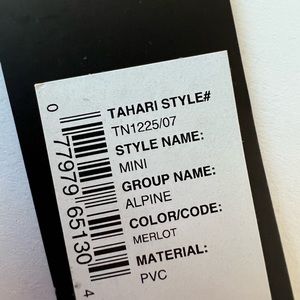 TAHARI STYLE#
TN1225/07
STYLE NAME:
MINI
GROUP NAME:
ALPINE
COLOR/CODE:
MERLOT
MATERIAL:
PVC
0 77979 65130 4